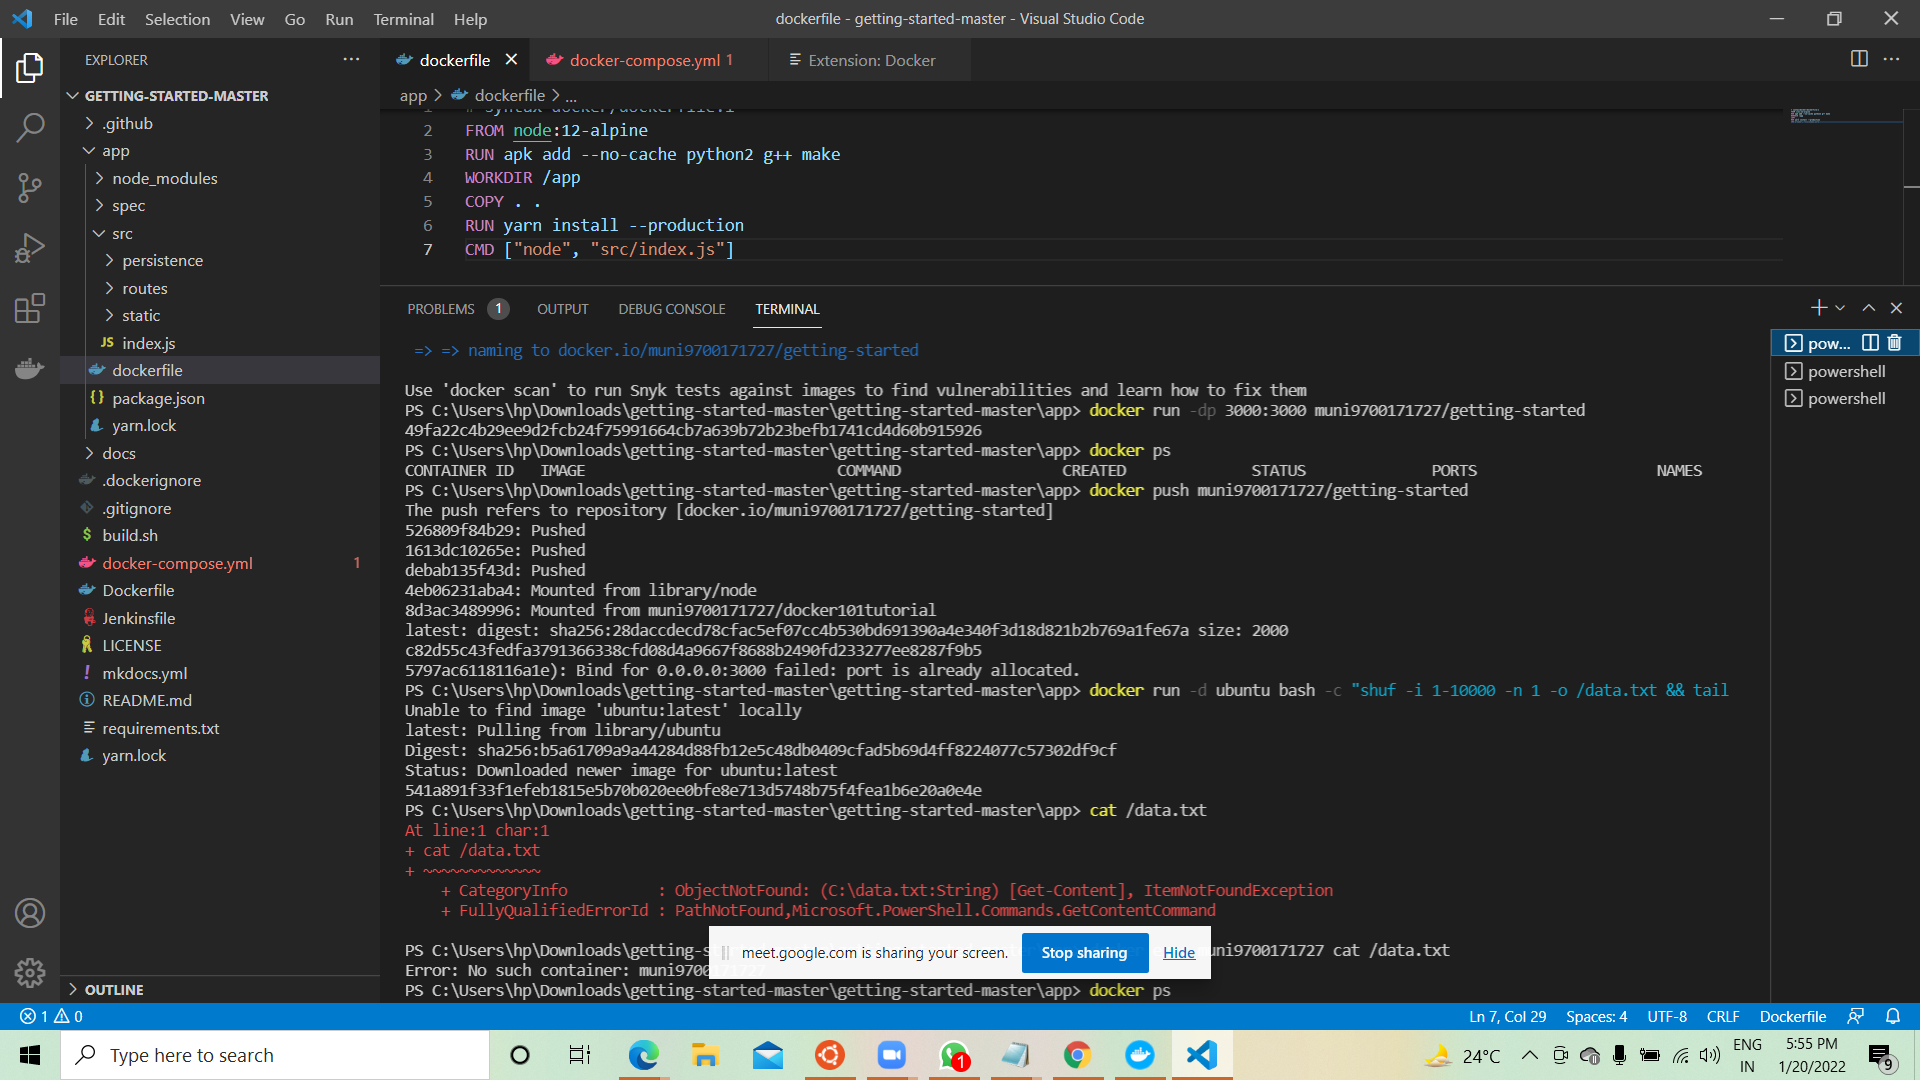 File Edit Selection View Go Run Terminal Help
dockerfile - getting-started-master - Visual Studio Code
EXPLORER
GETTING-STARTED-MASTER
.github
app
node_modules
spec
src
persistence
routes
static
JS index.js
dockerfile
{} package.json
yarn.lock
docs
.dockerignore
.gitignore
$ build.sh
docker-compose.yml 1
Dockerfile
Jenkinsfile
LICENSE
! mkdocs.yml
README.md
requirements.txt
yarn.lock
OUTLINE
dockerfile
docker-compose.yml 1
Extension: Docker
app > dockerfile > ...
2 FROM node:12-alpine
3 RUN apk add --no-cache python2 g++ make
4 WORKDIR /app
5 COPY . .
6 RUN yarn install --production
7 CMD ["node", "src/index.js"]
PROBLEMS 1 OUTPUT DEBUG CONSOLE TERMINAL
=> => naming to docker.io/muni9700171727/getting-started
Use 'docker scan' to run Snyk tests against images to find vulnerabilities and learn how to fix them
PS C:\Users\hp\Downloads\getting-started-master\getting-started-master\app> docker run -dp 3000:3000 muni9700171727/getting-started
49fa22c4b29ee9d2fcb24f75991664cb7a639b72b23befb1741cd4d60b915926
PS C:\Users\hp\Downloads\getting-started-master\getting-started-master\app> docker ps
CONTAINER ID IMAGE COMMAND CREATED STATUS PORTS NAMES
PS C:\Users\hp\Downloads\getting-started-master\getting-started-master\app> docker push muni9700171727/getting-started
The push refers to repository [docker.io/muni9700171727/getting-started]
526809f84b29: Pushed
1613dc10265e: Pushed
debab135f43d: Pushed
4eb06231aba4: Mounted from library/node
8d3ac3489996: Mounted from muni9700171727/docker101tutorial
latest: digest: sha256:28daccdecd78cfac5ef07cc4b530bd691390a4e340f3d18d821b2b769a1fe67a size: 2000
c82d55c43fedfa3791366338cfd08d4a9667f8688b2490fd233277ee8287f9b5
5797ac6118116a1e): Bind for 0.0.0.0:3000 failed: port is already allocated.
PS C:\Users\hp\Downloads\getting-started-master\getting-started-master\app> docker run -d ubuntu bash -c "shuf -i 1-10000 -n 1 -o /data.txt && tail
Unable to find image 'ubuntu:latest' locally
latest: Pulling from library/ubuntu
Digest: sha256:b5a61709a9a44284d88fb12e5c48db0409cfad5b69d4ff8224077c57302df9cf
Status: Downloaded newer image for ubuntu:latest
541a891f33f1efeb1815e5b70b020ee0bfe8e713d5748b75f4fea1b6e20a0e4e
PS C:\Users\hp\Downloads\getting-started-master\getting-started-master\app> cat /data.txt
At line:1 char:1
+ cat /data.txt
+ ~~~~~~~~~~~~~
+ CategoryInfo : ObjectNotFound: (C:\data.txt:String) [Get-Content], ItemNotFoundException
+ FullyQualifiedErrorId : PathNotFound,Microsoft.PowerShell.Commands.GetContentCommand
PS C:\Users\hp\Downloads\getting-s muni9700171727 cat /data.txt
Error: No such container: muni9700171727
PS C:\Users\hp\Downloads\getting-started-master\getting-started-master\app> docker ps
pow...
powershell
powershell
meet.google.com is sharing your screen. Stop sharing Hide
1 0 Ln 7, Col 29 Spaces: 4 UTF-8 CRLF Dockerfile
Type here to search
1
24°C
ENG
IN
5:55 PM
1/20/2022
9